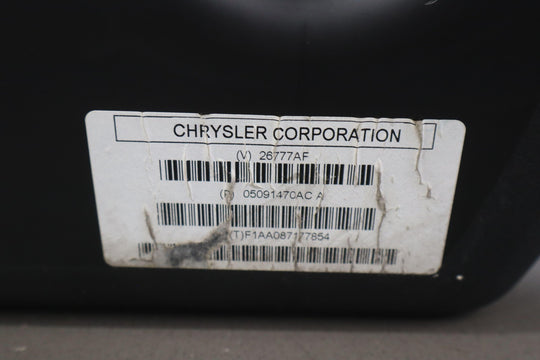 CHRYSLER CORPORATION
(V) 26777AF
(P) 05091470AC A
(T)F1AA087177854